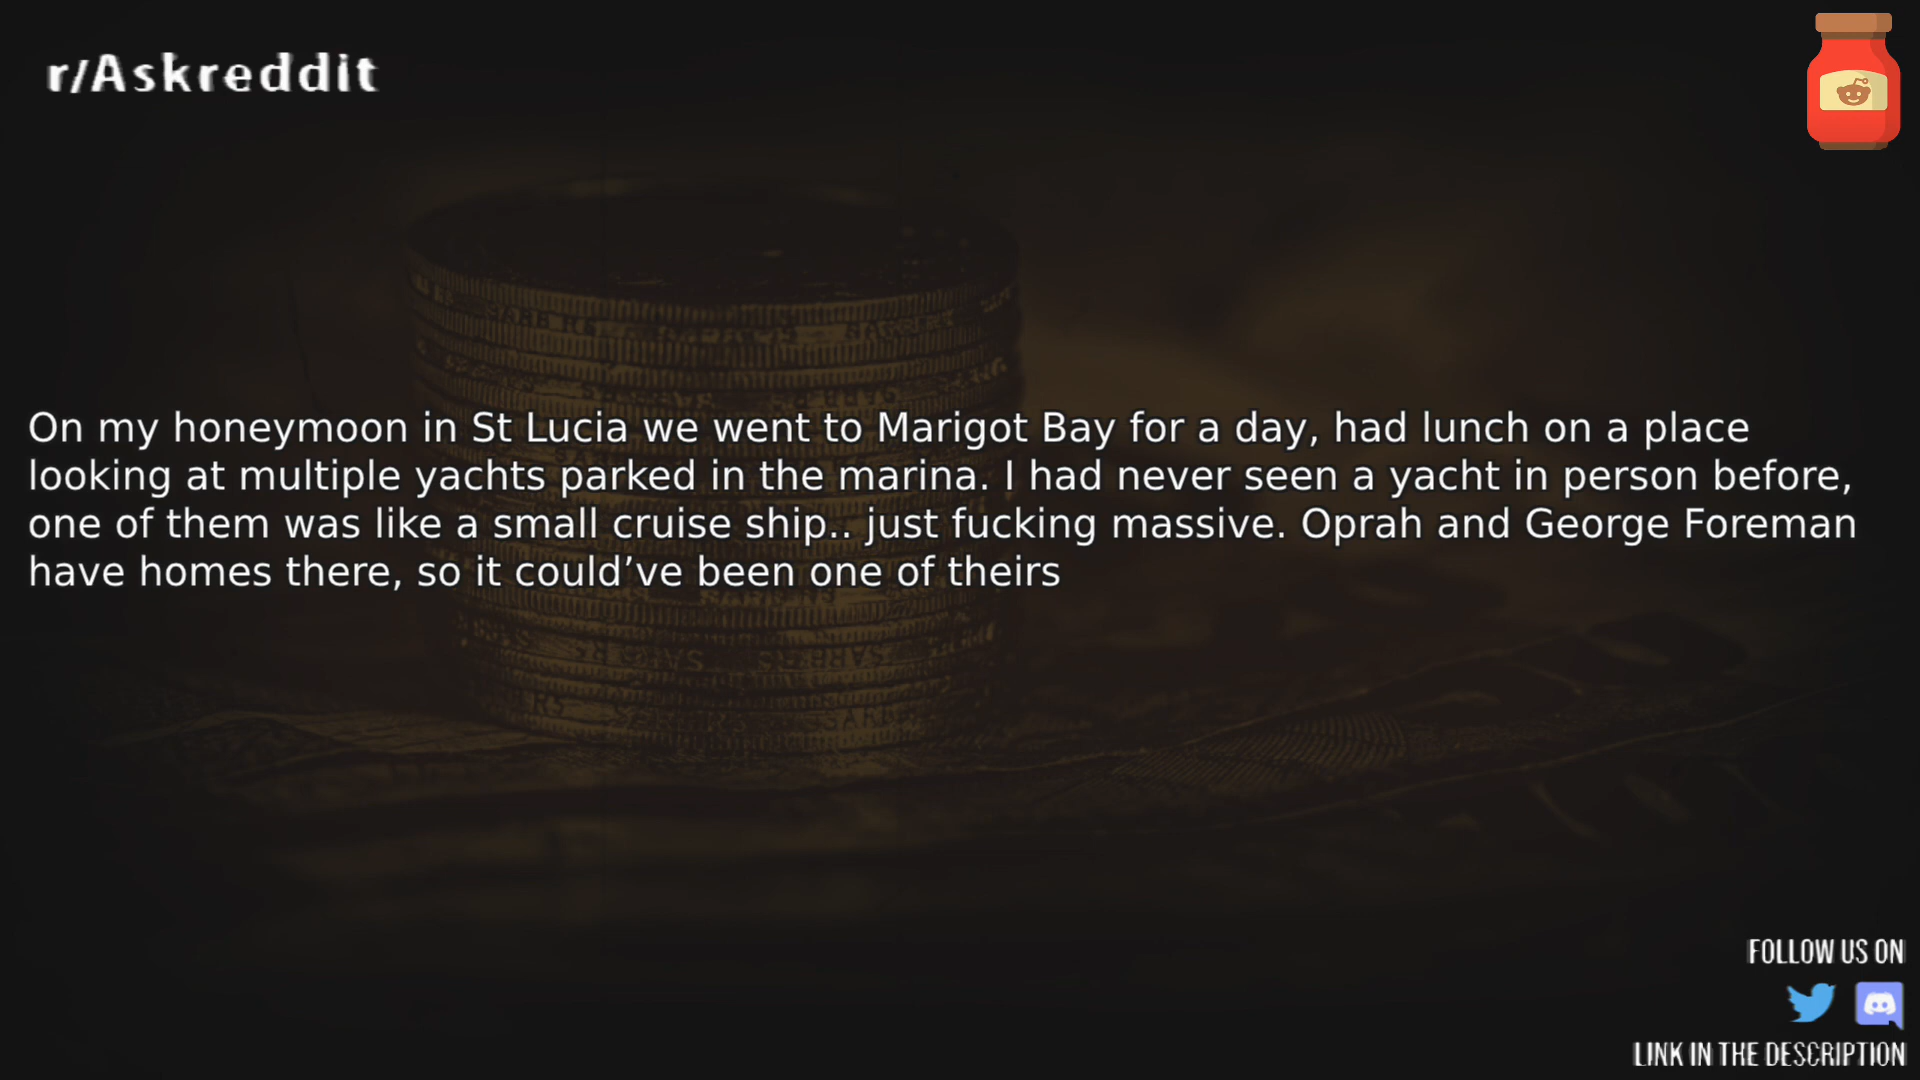 r/Askreddit
On my honeymoon in St Lucia we went to Marigot Bay for a day, had lunch on a place
looking at multiple yachts parked in the marina. I had never seen a yacht in person before,
one of them was like a small cruise ship.. just fucking massive. Oprah and George Foreman
have homes there, so it could’ve been one of theirs
FOLLOW US ON
LINK IN THE DESCRIPTION